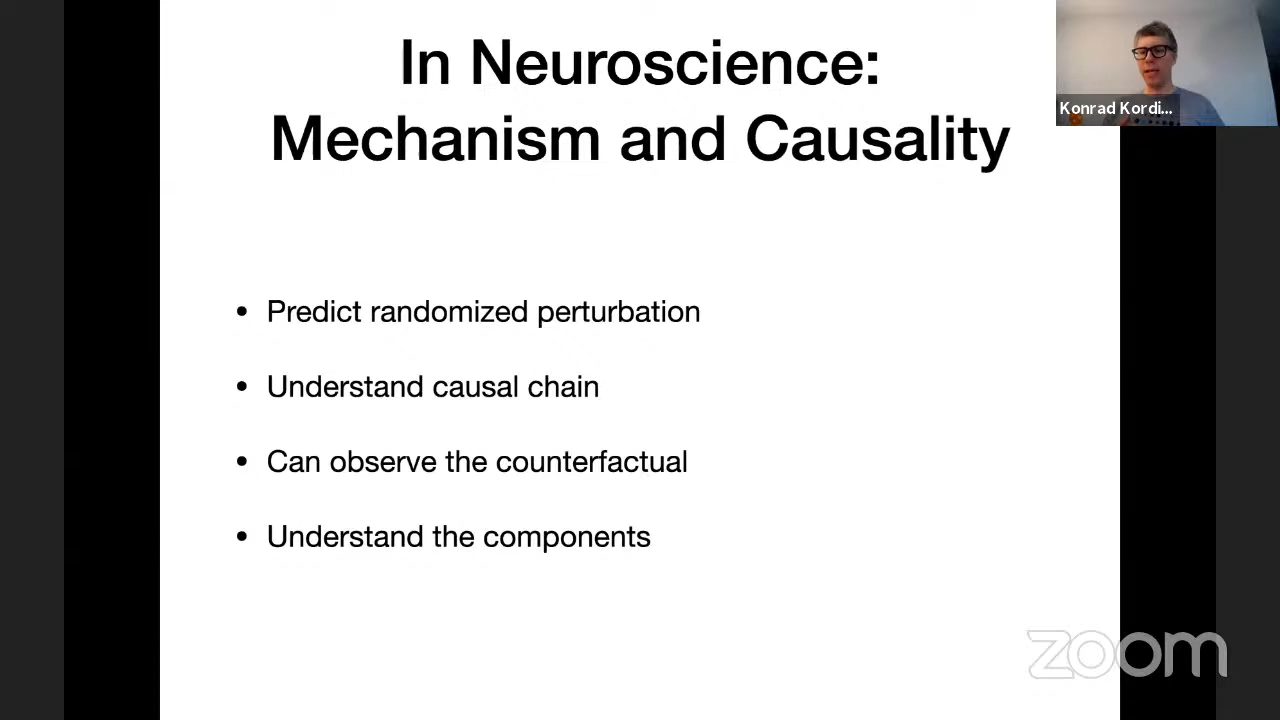 In Neuroscience:
Mechanism and Causality
Konrad Kordi...
• Predict randomized perturbation
• Understand causal chain
• Can observe the counterfactual
• Understand the components
zoom